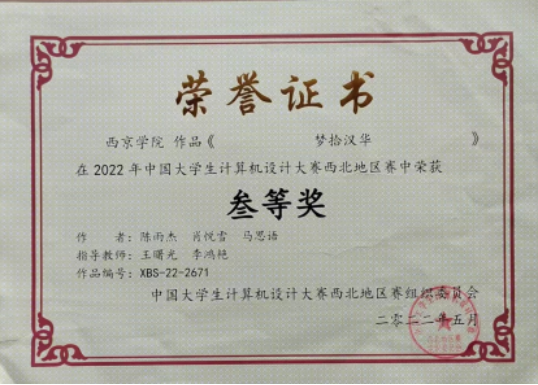 荣誉证书
西京学院 作品《 梦拾汉华 》
在 2022 年中国大学生计算机设计大赛西北地区赛中荣获
叁等奖
作 者：陈雨杰 肖悦雪 马思语
指导教师：王曙光 李鸿艳
作品编号：XBS-22-2671
中国大学生计算机设计大赛西北地区赛组织委员会
二零二二年五月